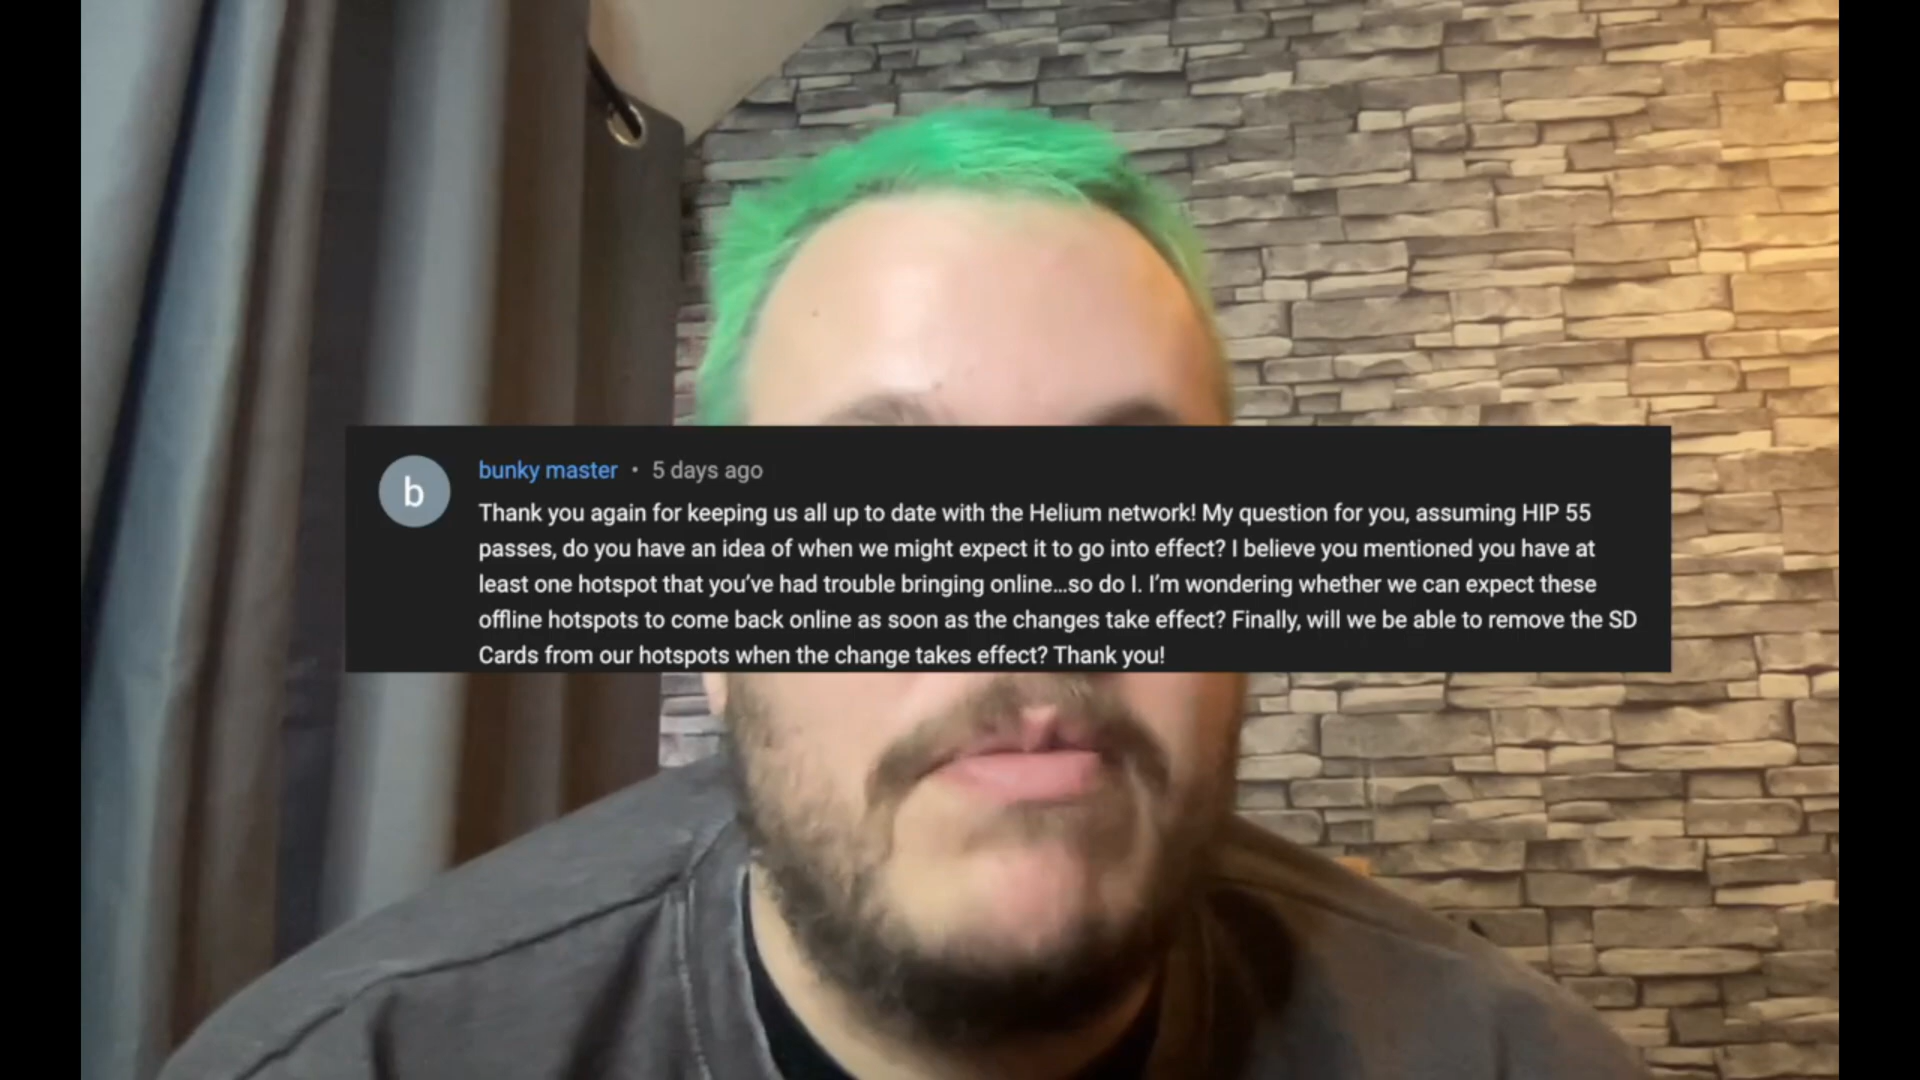 b
bunky master • 5 days ago
Thank you again for keeping us all up to date with the Helium network! My question for you, assuming HIP 55
passes, do you have an idea of when we might expect it to go into effect? I believe you mentioned you have at
least one hotspot that you’ve had trouble bringing online…so do I. I’m wondering whether we can expect these
offline hotspots to come back online as soon as the changes take effect? Finally, will we be able to remove the SD
Cards from our hotspots when the change takes effect? Thank you!